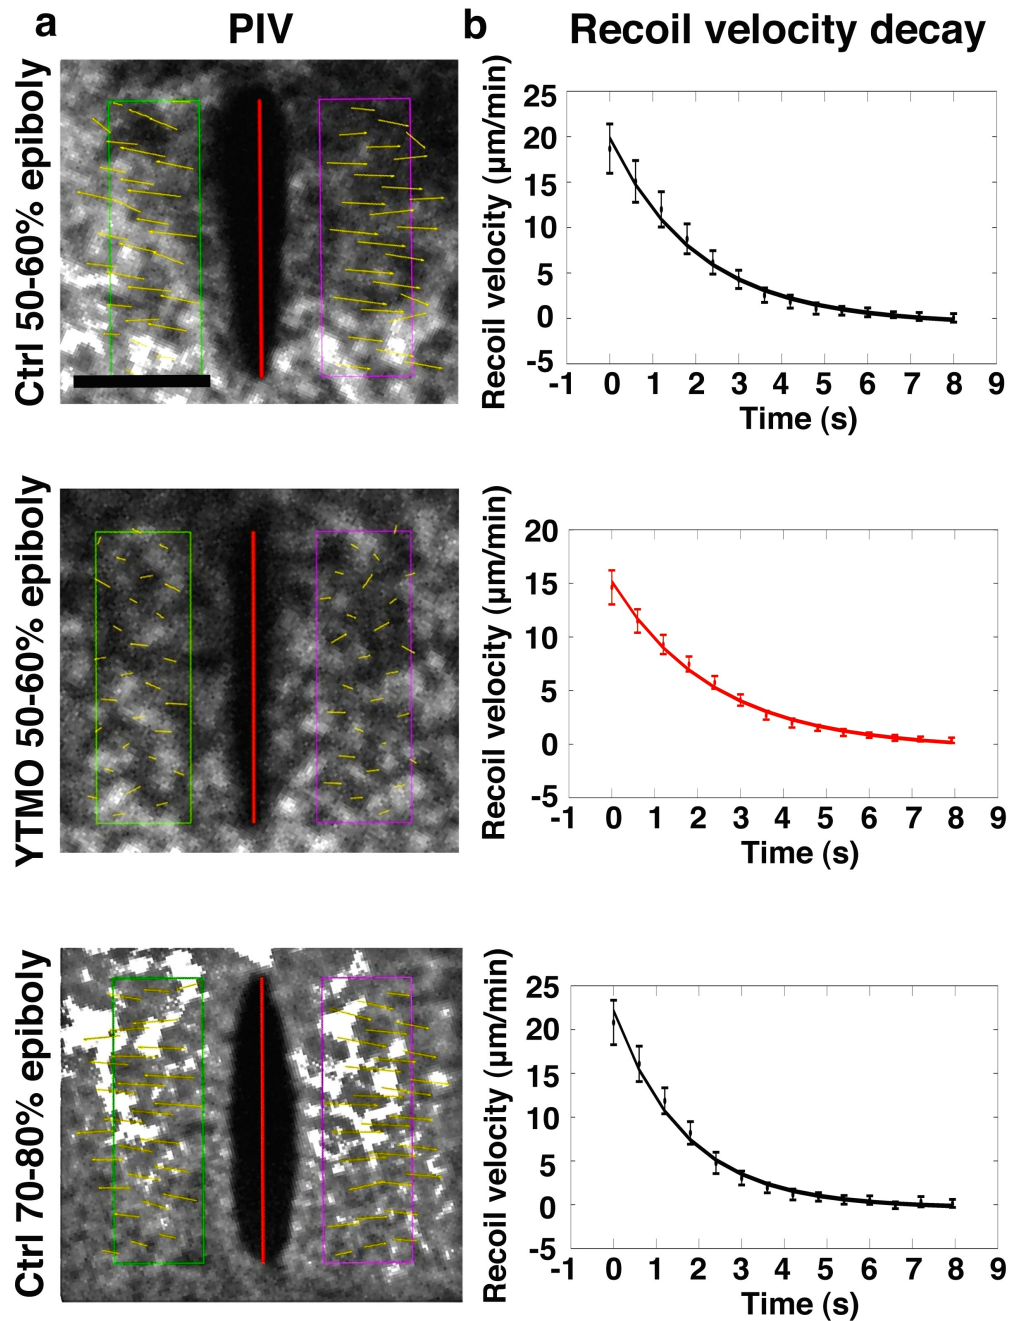 a
PIV
b
Recoil velocity decay
Ctrl 50-60% epiboly
Recoil velocity (µm/min)
25
20
15
10
5
0
-5
-1 0 1 2 3 4 5 6 7 8 9
Time (s)
YTMO 50-60% epiboly
Recoil velocity (µm/min)
20
15
10
5
0
-5
-1 0 1 2 3 4 5 6 7 8 9
Time (s)
Ctrl 70-80% epiboly
Recoil velocity (µm/min)
25
20
15
10
5
0
-5
-1 0 1 2 3 4 5 6 7 8 9
Time (s)